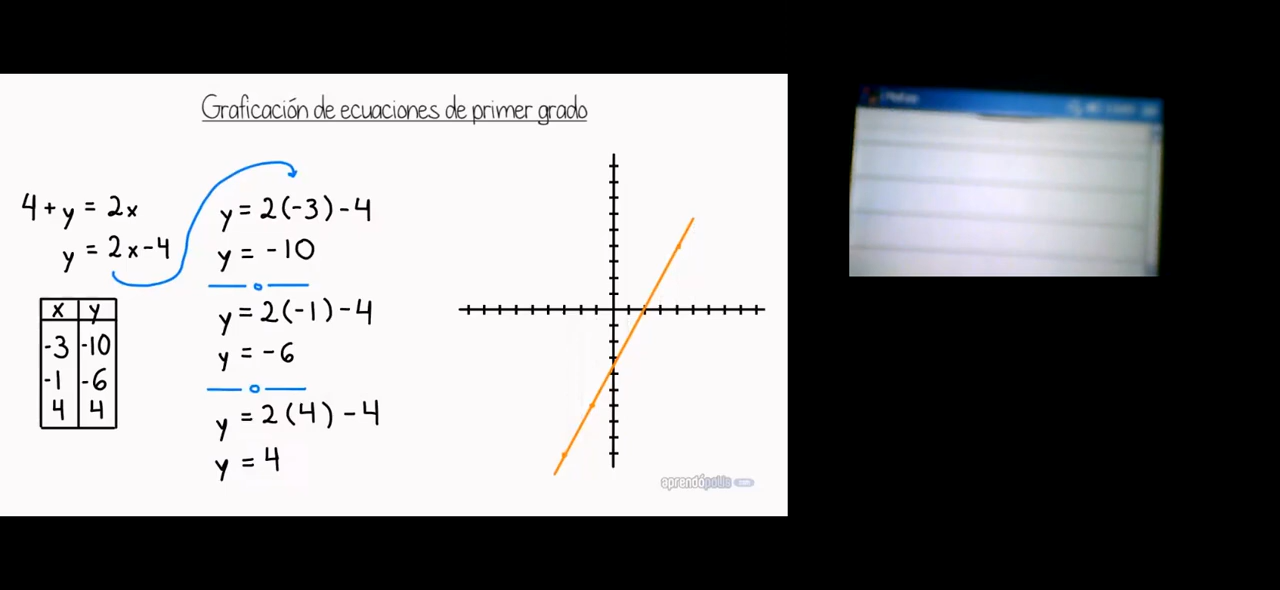 Graficación de ecuaciones de primer grado
4 + y = 2x
y = 2x - 4
x y
-3 -10
-1 -6
4 4
y = 2(-3) - 4
y = -10
y = 2(-1) - 4
y = -6
y = 2(4) - 4
y = 4
aprendópolis